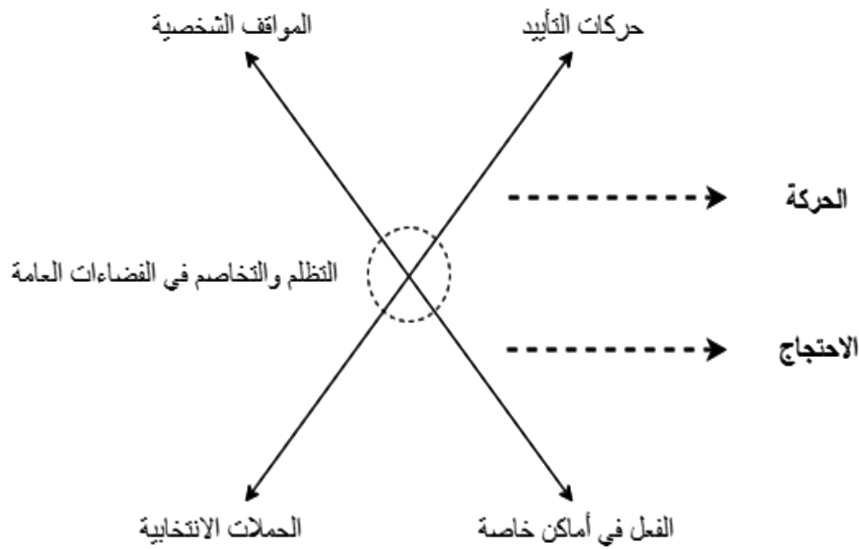 حركات التأييد
المواقف الشخصية
الحركة
التظلم والتخاصم في الفضاءات العامة
الاحتجاج
الفعل في أماكن خاصة
الحملات الانتخابية